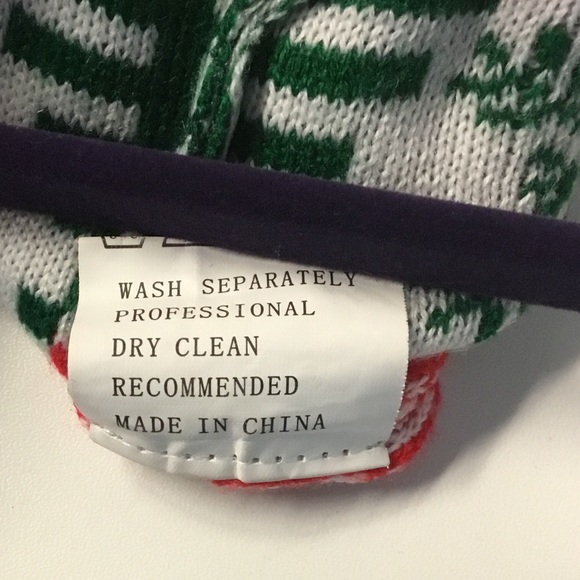 WASH SEPARATELY
PROFESSIONAL
DRY CLEAN
RECOMMENDED
MADE IN CHINA